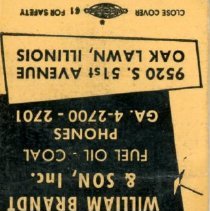 WILLIAM BRANDT
& SON, Inc.
FUEL OIL - COAL
PHONES
GA. 4-2700 - 2701
9520 S. 51st AVENUE
OAK LAWN, ILLINOIS
CLOSE COVER 61 FOR SAFETY